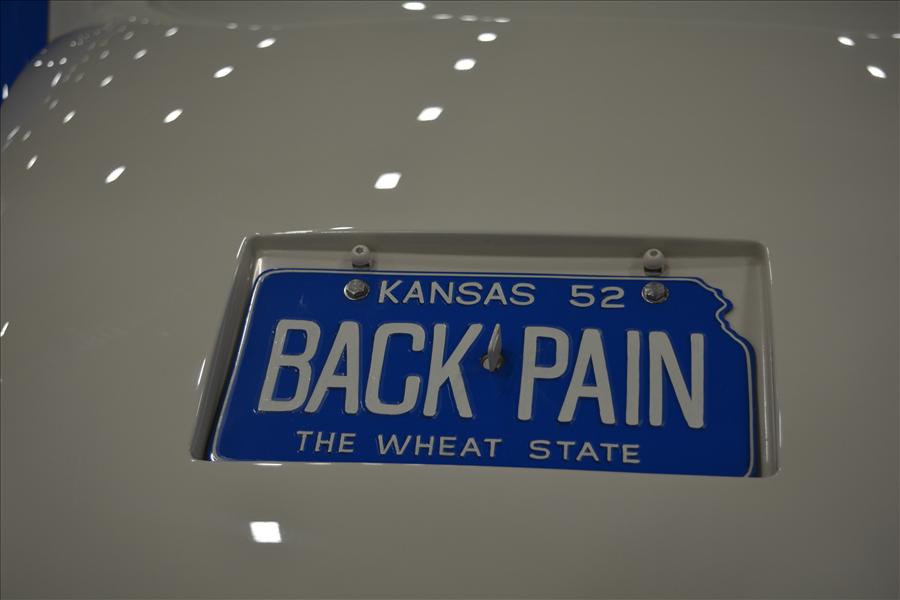 KANSAS 52
BACK PAIN
THE WHEAT STATE